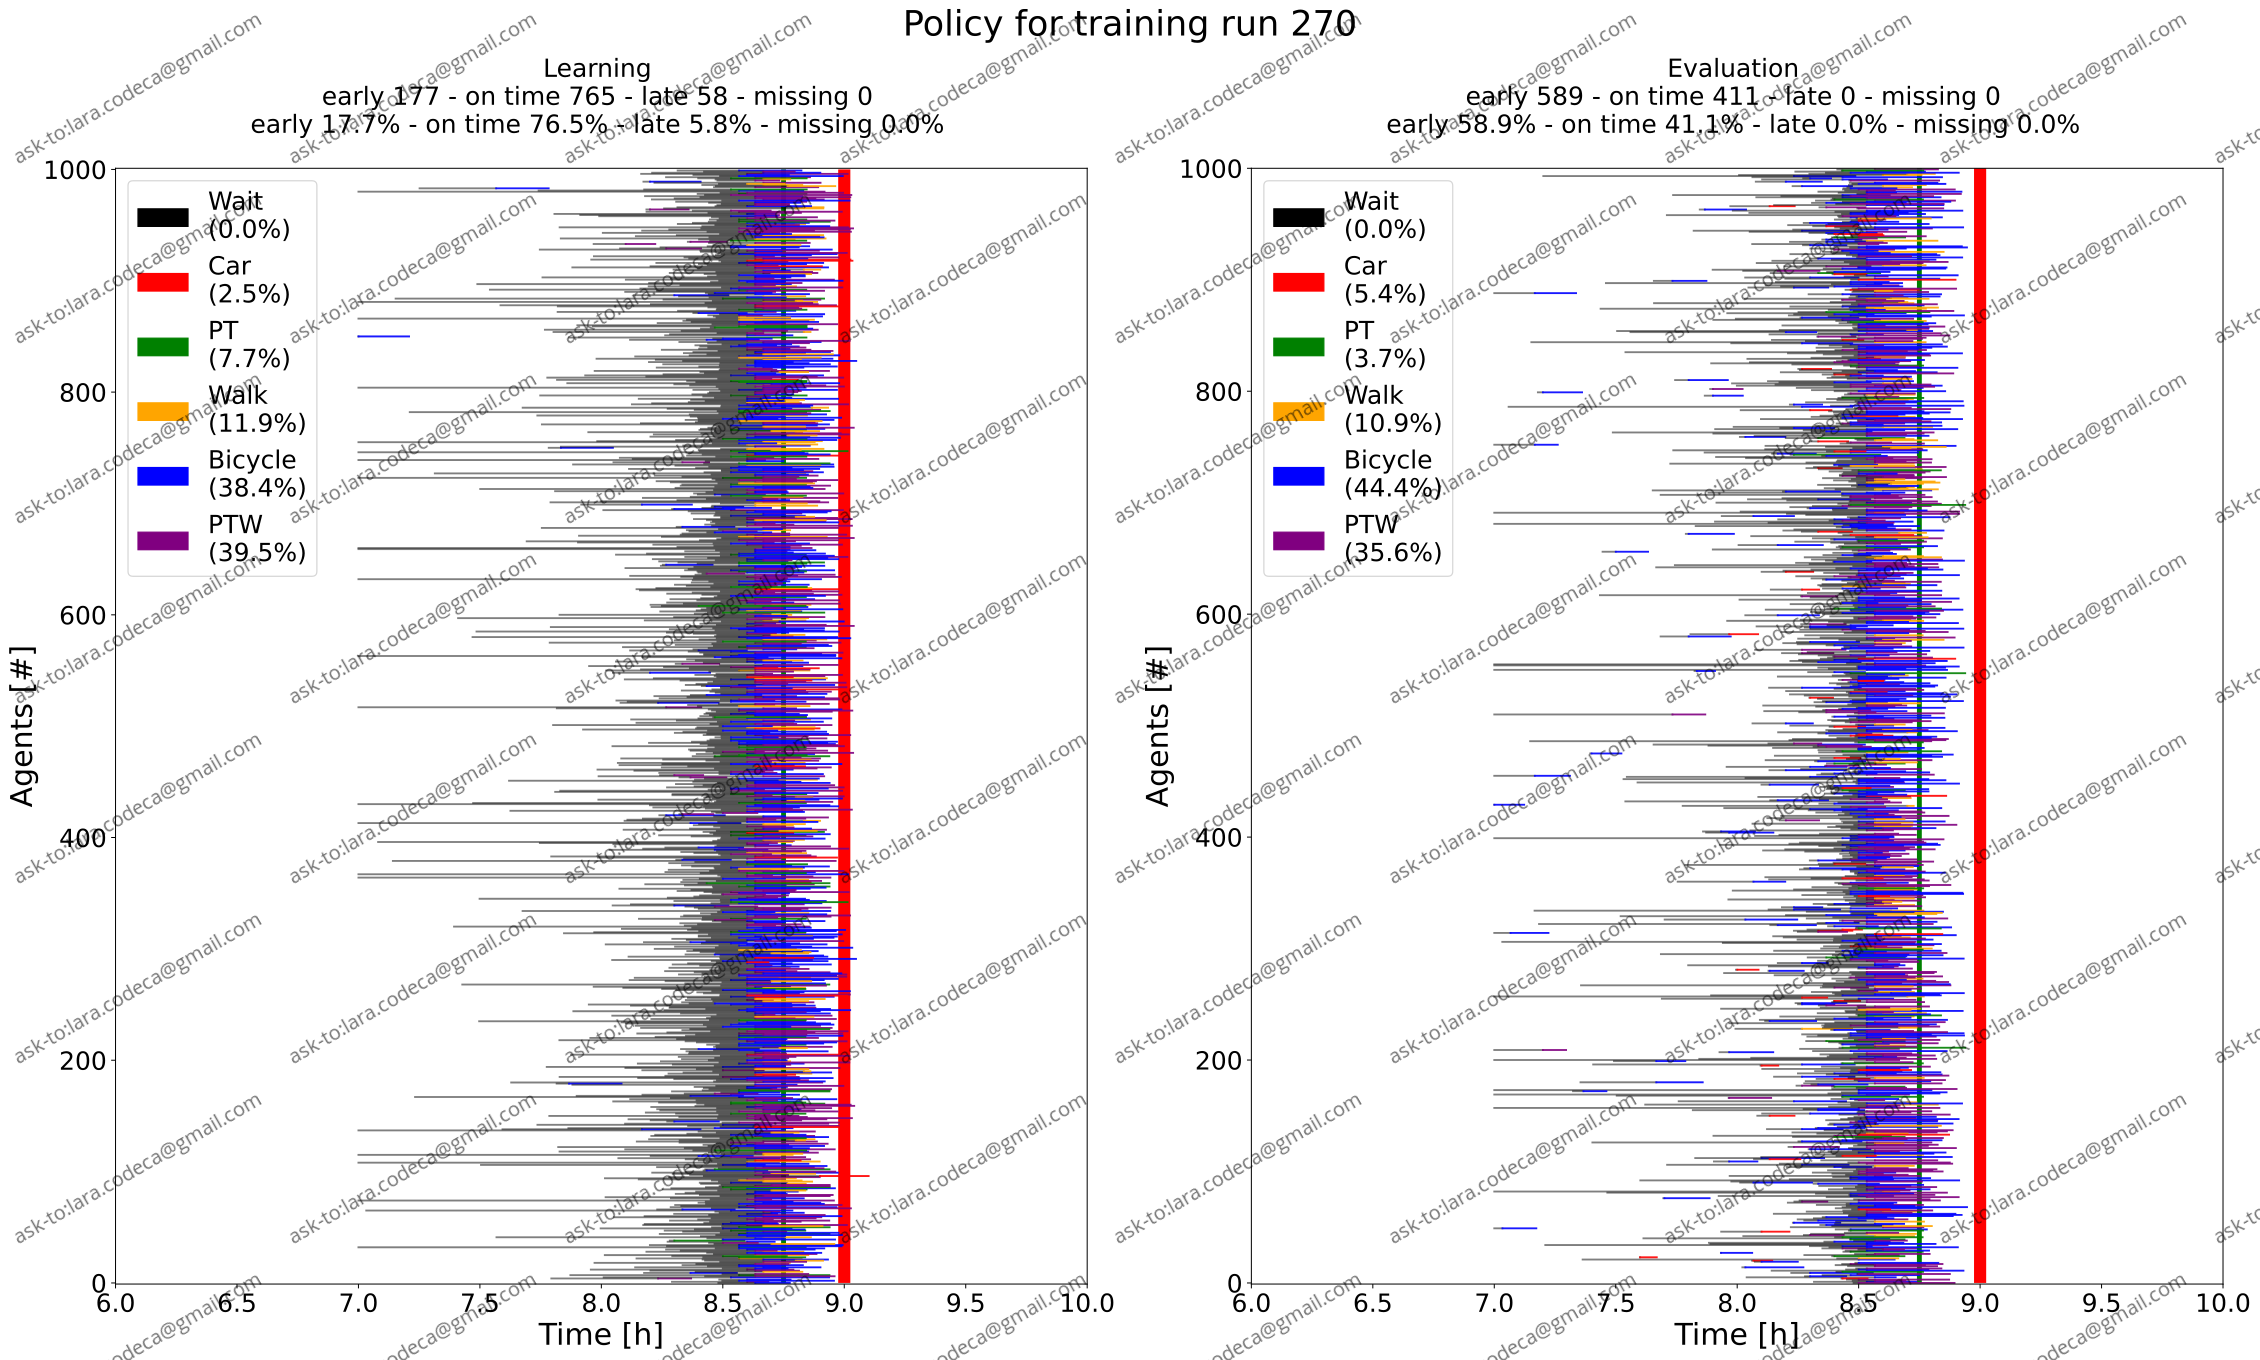 Policy for training run 270
Learning
early 177 - on time 765 - late 58 - missing 0
early 17.7% - on time 76.5% - late 5.8% - missing 0.0%
Agents [#]
1000
800
600
400
200
0
Wait
(0.0%)
Car
(2.5%)
PT
(7.7%)
Walk
(11.9%)
Bicycle
(38.4%)
PTW
(39.5%)
6.0 6.5 7.0 7.5 8.0 8.5 9.0 9.5 10.0
Time [h]
Evaluation
early 589 - on time 411 - late 0 - missing 0
early 58.9% - on time 41.1% - late 0.0% - missing 0.0%
Agents [#]
1000
800
600
400
200
0
Wait
(0.0%)
Car
(5.4%)
PT
(3.7%)
Walk
(10.9%)
Bicycle
(44.4%)
PTW
(35.6%)
6.0 6.5 7.0 7.5 8.0 8.5 9.0 9.5 10.0
Time [h]
ask-to:lara.codeca@gmail.com